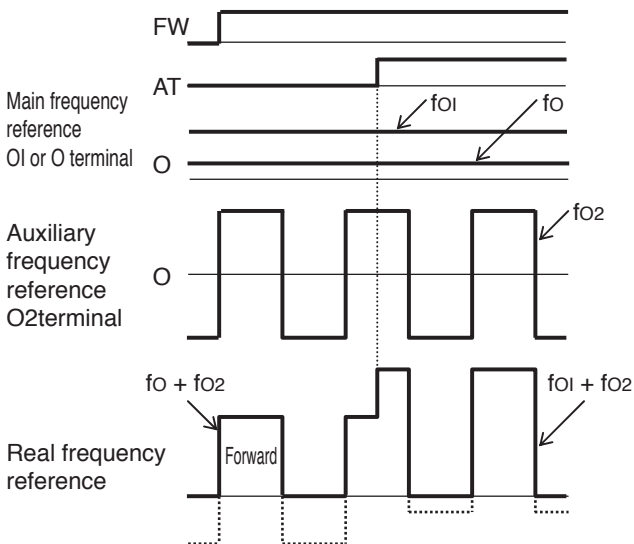 FW
AT
Main frequency
reference
OI or O terminal
fOI
fO
O
Auxiliary
frequency
reference
O2terminal
O
fO2
fO + fO2
fOI + fO2
Real frequency
reference
Forward